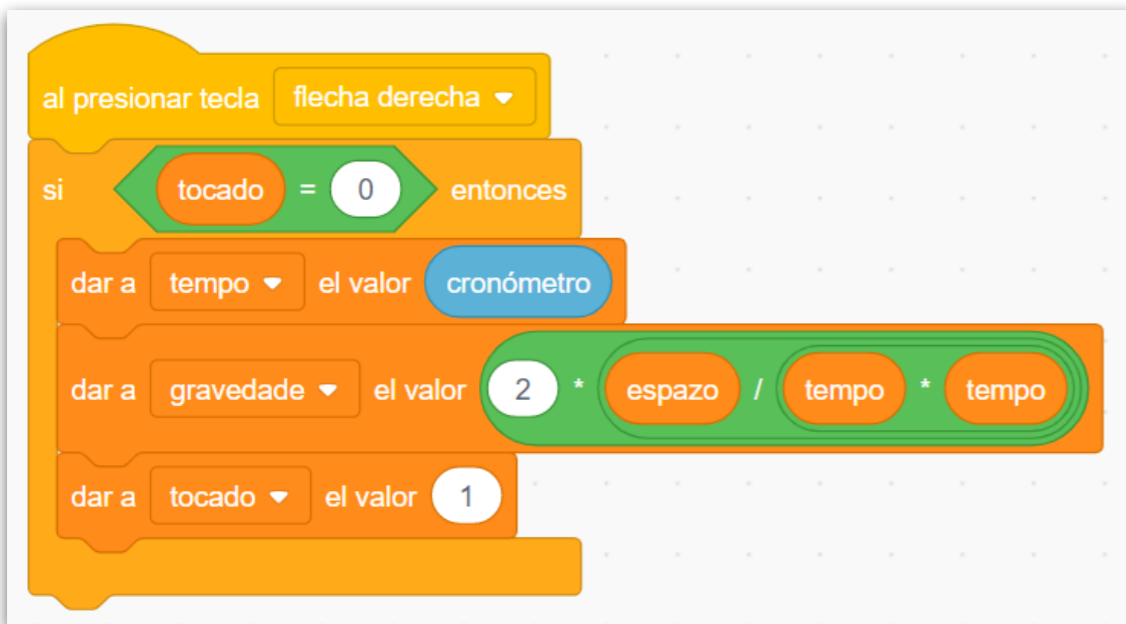 al presionar tecla flecha derecha
si tocado = 0 entonces
dar a tempo el valor cronómetro
dar a gravedade el valor 2 * espazo / tempo * tempo
dar a tocado el valor 1